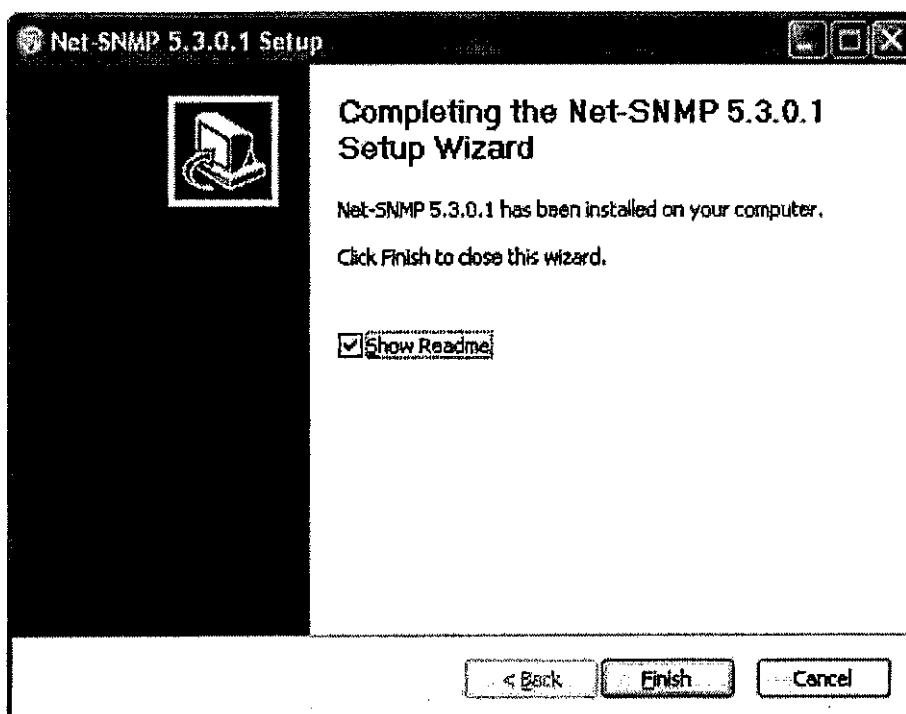 Net-SNMP 5.3.0.1 Setup
Completing the Net-SNMP 5.3.0.1
Setup Wizard
Net-SNMP 5.3.0.1 has been installed on your computer.
Click Finish to close this wizard.
Show Readme
< Back Finish Cancel